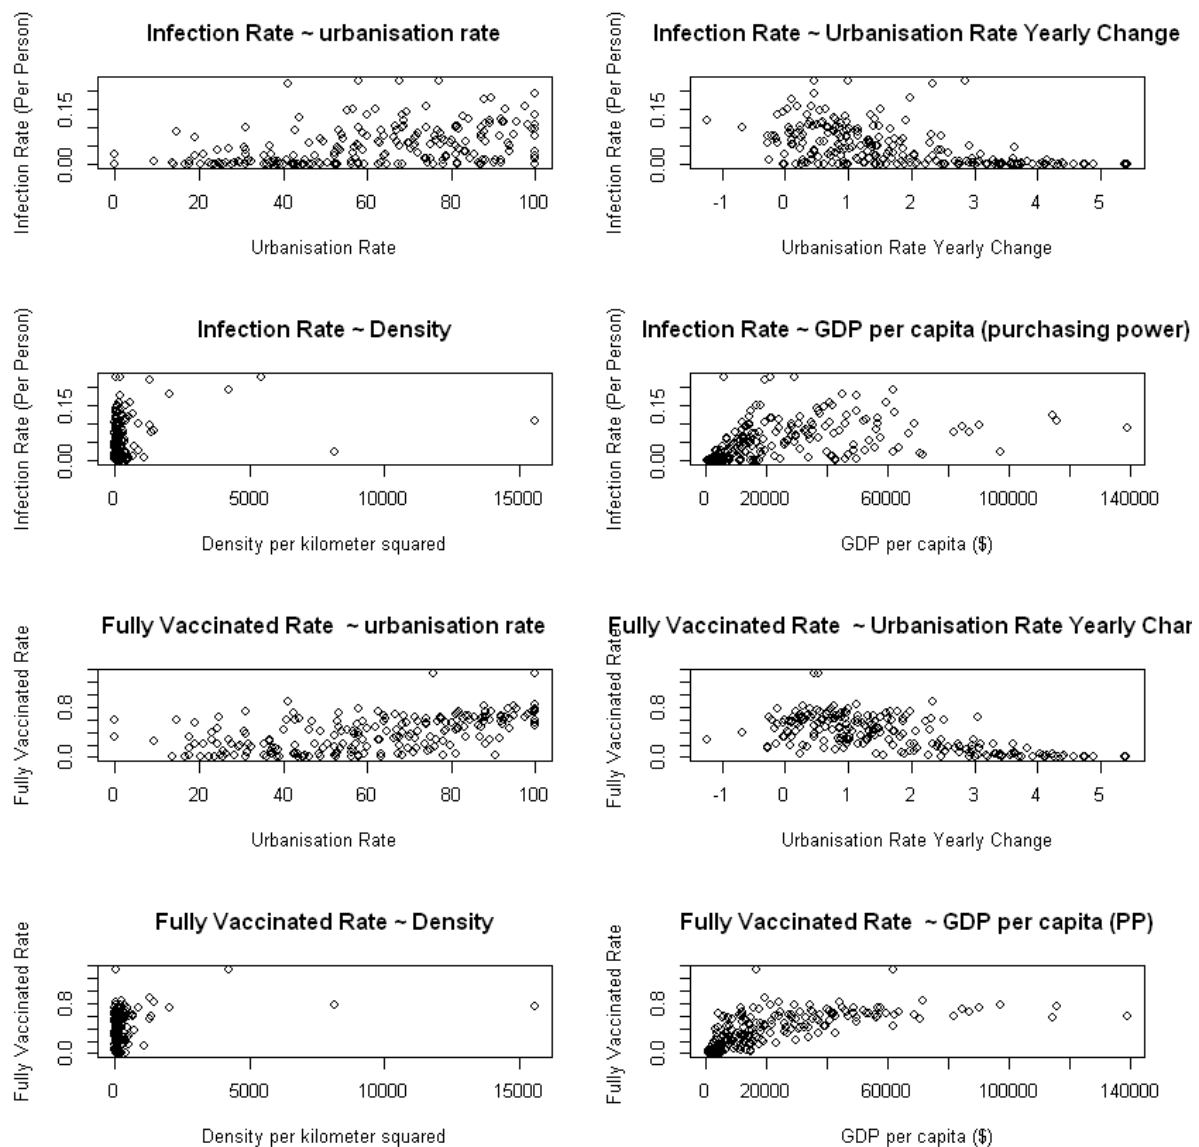 Infection Rate ~ urbanisation rate
Infection Rate (Per Person)
0.15
0.00
0 20 40 60 80 100
Urbanisation Rate
Infection Rate ~ Urbanisation Rate Yearly Change
Infection Rate (Per Person)
0.15
0.00
-1 0 1 2 3 4 5
Urbanisation Rate Yearly Change
Infection Rate ~ Density
Infection Rate (Per Person)
0.15
0.00
0 5000 10000 15000
Density per kilometer squared
Infection Rate ~ GDP per capita (purchasing power)
Infection Rate (Per Person)
0.15
0.00
0 20000 60000 100000 140000
GDP per capita ($)
Fully Vaccinated Rate ~ urbanisation rate
Fully Vaccinated Rate
0.8
0.0
0 20 40 60 80 100
Urbanisation Rate
Fully Vaccinated Rate ~ Urbanisation Rate Yearly Char
Fully Vaccinated Rate
0.8
0.0
-1 0 1 2 3 4 5
Urbanisation Rate Yearly Change
Fully Vaccinated Rate ~ Density
Fully Vaccinated Rate
0.8
0.0
0 5000 10000 15000
Density per kilometer squared
Fully Vaccinated Rate ~ GDP per capita (PP)
Fully Vaccinated Rate
0.8
0.0
0 20000 60000 100000 140000
GDP per capita ($)